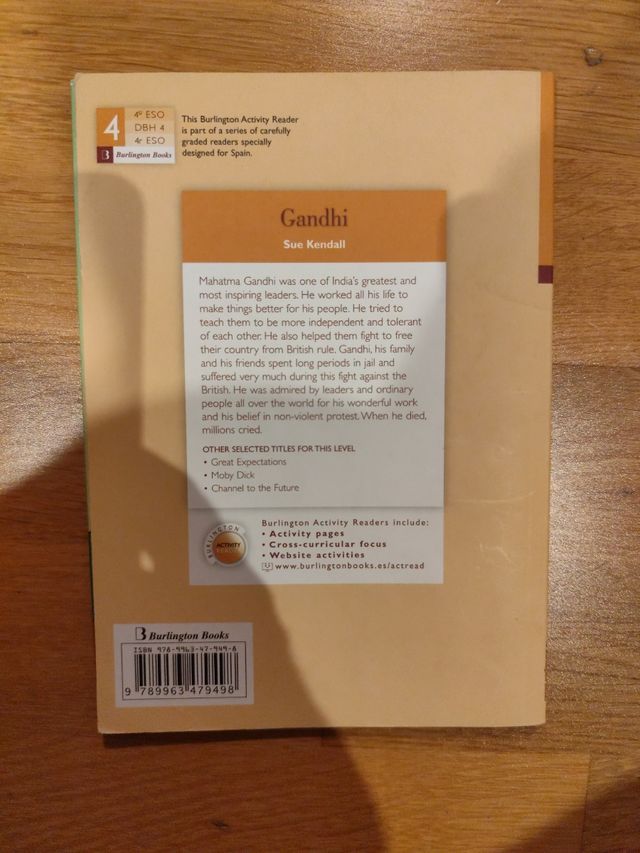 4
4º ESO
DBH 4
4t ESO
B Burlington Books
This Burlington Activity Reader
is part of a series of carefully
graded readers specially
designed for Spain.
Gandhi
Sue Kendall
Mahatma Gandhi was one of India's greatest and
most inspiring leaders. He worked all his life to
make things better for his people. He tried to
teach them to be more independent and tolerant
of each other. He also helped them fight to free
their country from British rule. Gandhi, his family
and his friends spent long periods in jail and
suffered very much during this fight against the
British. He was admired by leaders and ordinary
people all over the world for his wonderful work
and his belief in non-violent protest. When he died,
millions cried.
OTHER SELECTED TITLES FOR THIS LEVEL
• Great Expectations
• Moby Dick
• Channel to the Future
BURLINGTON
ACTIVITY
Burlington Activity Readers include:
• Activity pages
• Cross-curricular focus
• Website activities
www.burlingtonbooks.es/actread
B Burlington Books
ISBN 978-9963-47-949-8
9 789963 479498